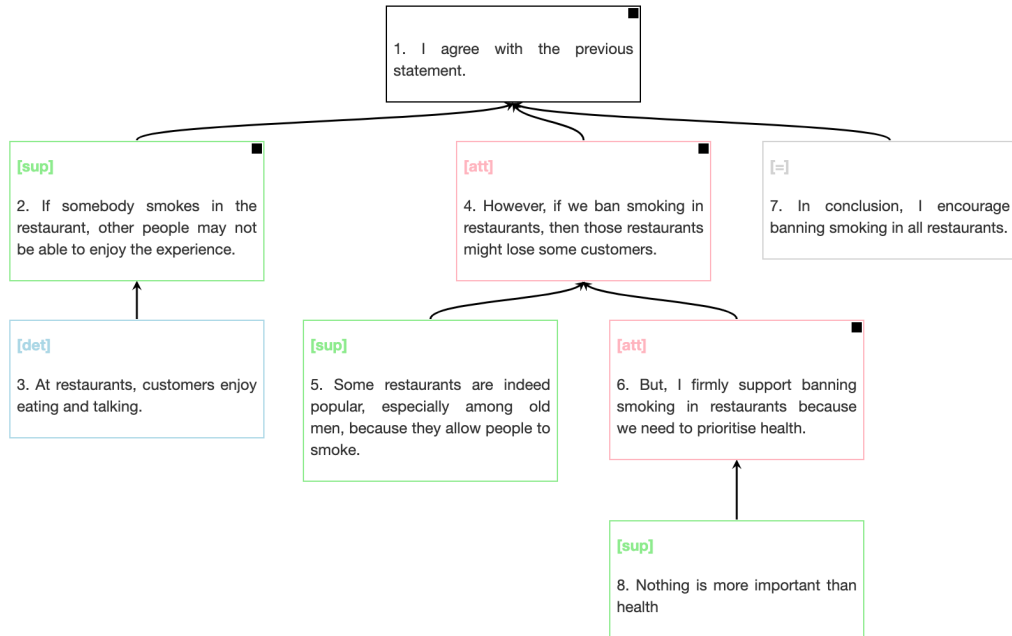 1. I agree with the previous
statement.
[sup]
2. If somebody smokes in the
restaurant, other people may not
be able to enjoy the experience.
[att]
4. However, if we ban smoking in
restaurants, then those restaurants
might lose some customers.
[=]
7. In conclusion, I encourage
banning smoking in all restaurants.
[det]
3. At restaurants, customers enjoy
eating and talking.
[sup]
5. Some restaurants are indeed
popular, especially among old
men, because they allow people to
smoke.
[att]
6. But, I firmly support banning
smoking in restaurants because
we need to prioritise health.
[sup]
8. Nothing is more important than
health